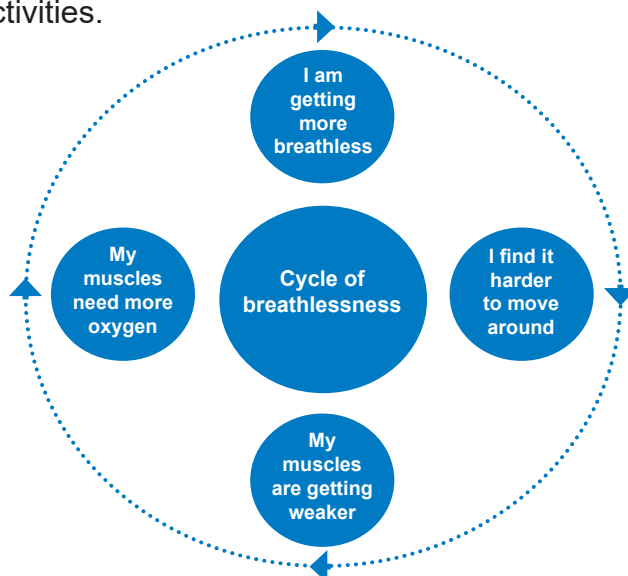 ctivities.
I am
getting
more
breathless
My
muscles
need more
oxygen
Cycle of
breathlessness
I find it
harder
to move
around
My
muscles
are getting
weaker